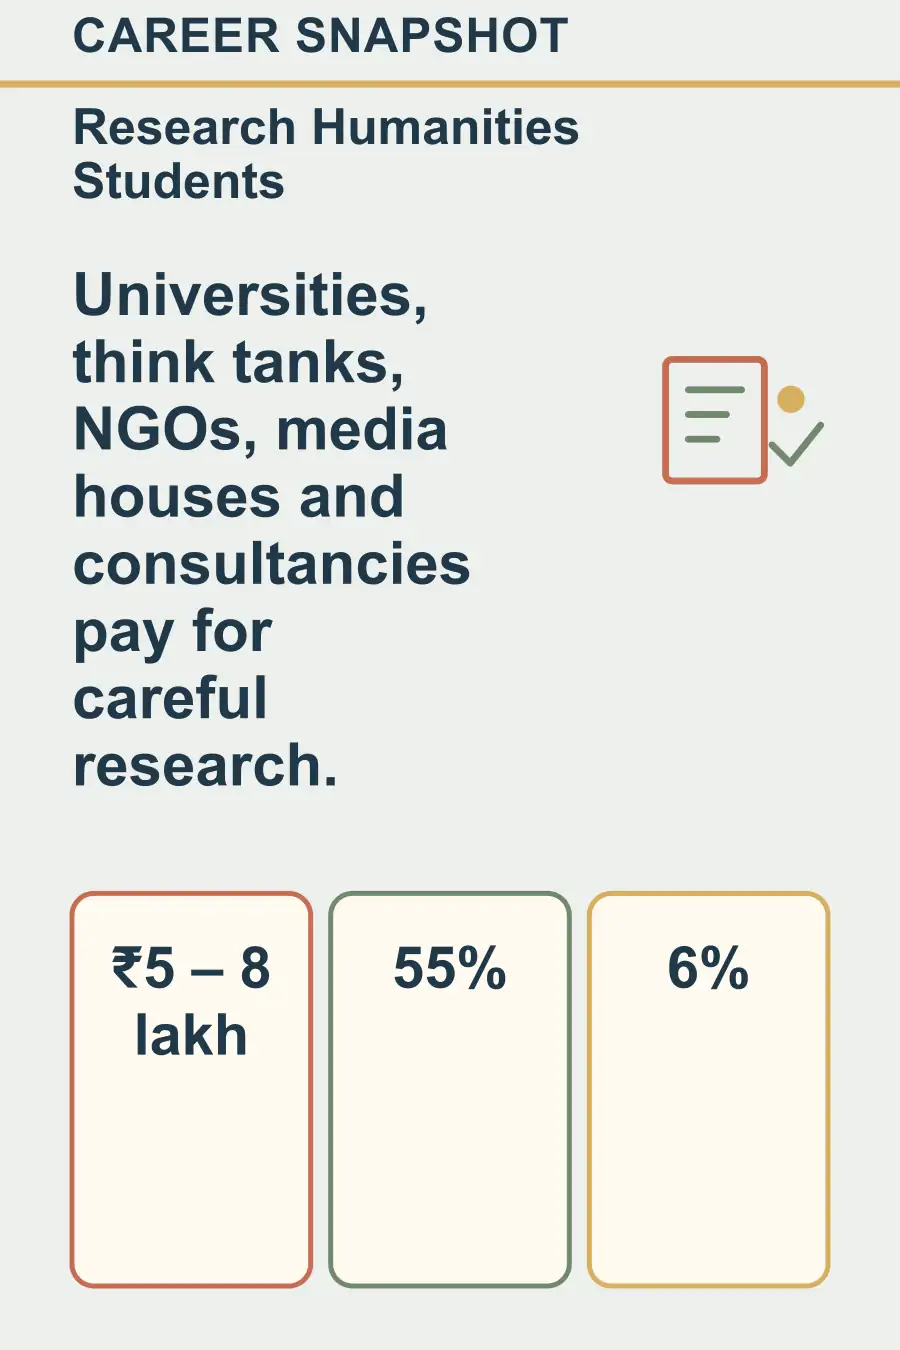 CAREER SNAPSHOT
Research Humanities
Students
Universities,
think tanks,
NGOs, media
houses and
consultancies
pay for
careful
research.
₹5 – 8
lakh
55%
6%